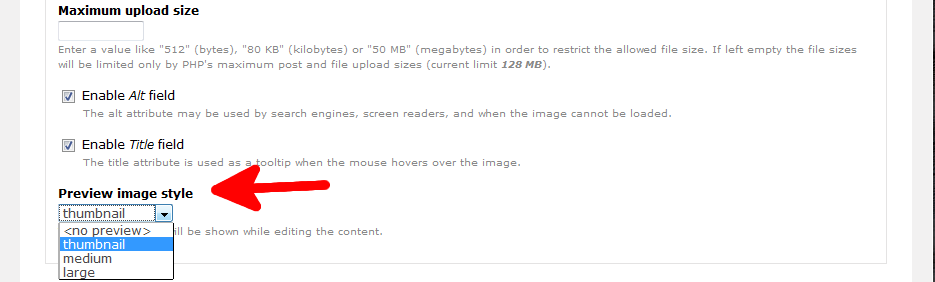 Maximum upload size
Enter a value like "512" (bytes), "80 KB" (kilobytes) or "50 MB" (megabytes) in order to restrict the allowed file size. If left empty the file sizes
will be limited only by PHP's maximum post and file upload sizes (current limit 128 MB).
Enable Alt field
The alt attribute may be used by search engines, screen readers, and when the image cannot be loaded.
Enable Title field
The title attribute is used as a tooltip when the mouse hovers over the image.
Preview image style
thumbnail
<no preview> ill be shown while editing the content.
thumbnail
medium
large